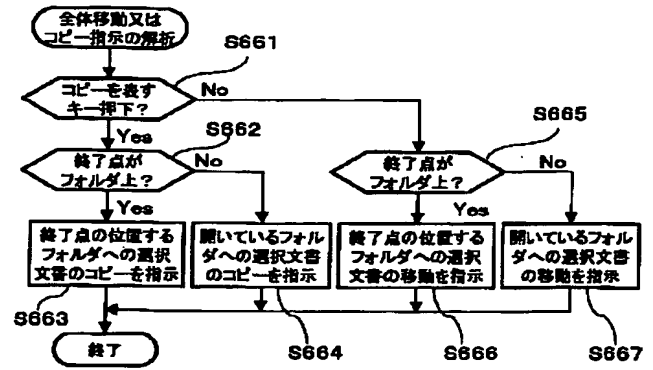 全体移動又は
コピー指示の解析
S661
コピーを表す
キー押下？
No
Yes
S662
終了点が
フォルダ上？
No
Yes
S665
終了点が
フォルダ上？
No
Yes
終了点の位置する
フォルダへの選択
文書のコピーを指示
S663
開いているフォル
ダへの選択文書
のコピーを指示
S664
終了点の位置する
フォルダへの選択
文書の移動を指示
S666
開いているフォル
ダへの選択文書
の移動を指示
S667
終了